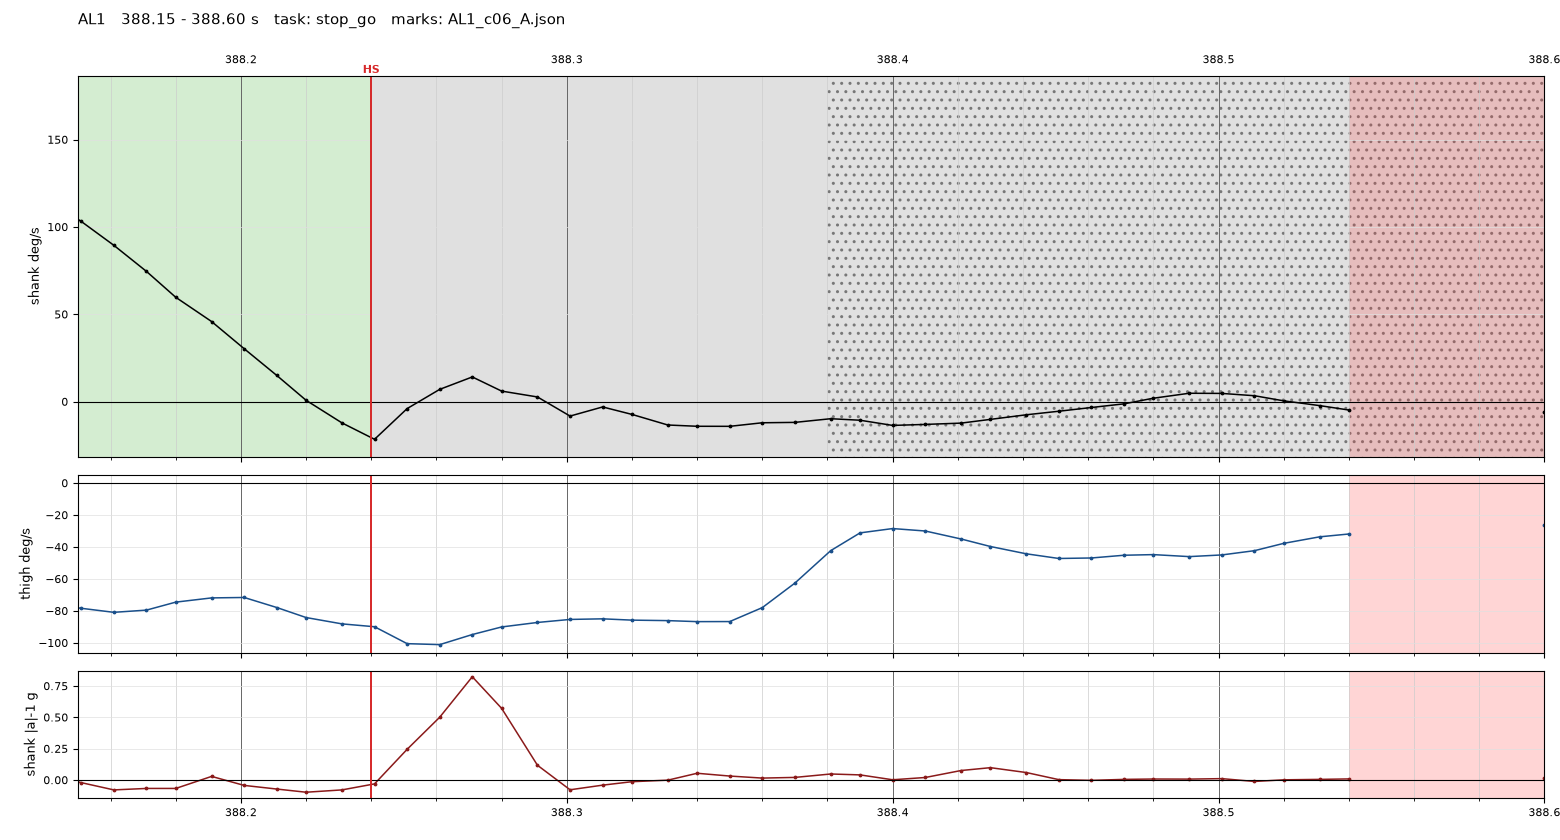 AL1   388.15 - 388.60 s   task: stop_go   marks: AL1_c06_A.json
388.2 388.3 388.4 388.5 388.6
HS
shank deg/s
150
100
50
0
thigh deg/s
0
−20
−40
−60
−80
−100
shank |a|-1 g
0.75
0.50
0.25
0.00
388.2 388.3 388.4 388.5 388.6